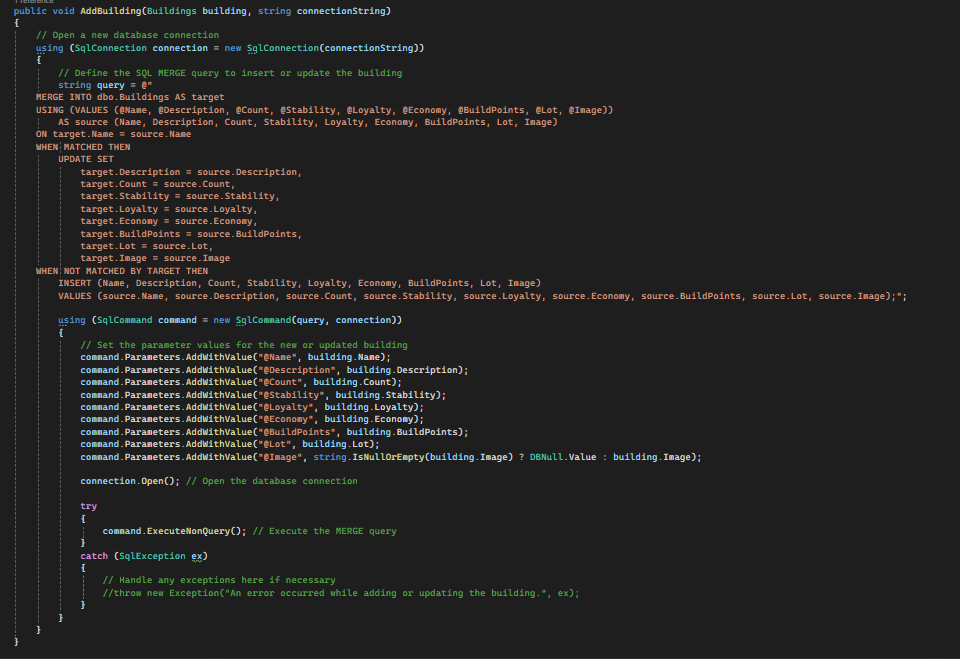 1 reference
public void AddBuilding(Buildings building, string connectionString)
{
// Open a new database connection
using (SqlConnection connection = new SqlConnection(connectionString))
{
// Define the SQL MERGE query to insert or update the building
string query = @"
MERGE INTO dbo.Buildings AS target
USING (VALUES (@Name, @Description, @Count, @Stability, @Loyalty, @Economy, @BuildPoints, @Lot, @Image))
AS source (Name, Description, Count, Stability, Loyalty, Economy, BuildPoints, Lot, Image)
ON target.Name = source.Name
WHEN MATCHED THEN
UPDATE SET
target.Description = source.Description,
target.Count = source.Count,
target.Stability = source.Stability,
target.Loyalty = source.Loyalty,
target.Economy = source.Economy,
target.BuildPoints = source.BuildPoints,
target.Lot = source.Lot,
target.Image = source.Image
WHEN NOT MATCHED BY TARGET THEN
INSERT (Name, Description, Count, Stability, Loyalty, Economy, BuildPoints, Lot, Image)
VALUES (source.Name, source.Description, source.Count, source.Stability, source.Loyalty, source.Economy, source.BuildPoints, source.Lot, source.Image);";
using (SqlCommand command = new SqlCommand(query, connection))
{
// Set the parameter values for the new or updated building
command.Parameters.AddWithValue("@Name", building.Name);
command.Parameters.AddWithValue("@Description", building.Description);
command.Parameters.AddWithValue("@Count", building.Count);
command.Parameters.AddWithValue("@Stability", building.Stability);
command.Parameters.AddWithValue("@Loyalty", building.Loyalty);
command.Parameters.AddWithValue("@Economy", building.Economy);
command.Parameters.AddWithValue("@BuildPoints", building.BuildPoints);
command.Parameters.AddWithValue("@Lot", building.Lot);
command.Parameters.AddWithValue("@Image", string.IsNullOrEmpty(building.Image) ? DBNull.Value : building.Image);
connection.Open(); // Open the database connection
try
{
command.ExecuteNonQuery(); // Execute the MERGE query
}
catch (SqlException ex)
{
// Handle any exceptions here if necessary
//throw new Exception("An error occurred while adding or updating the building.", ex);
}
}
}
}